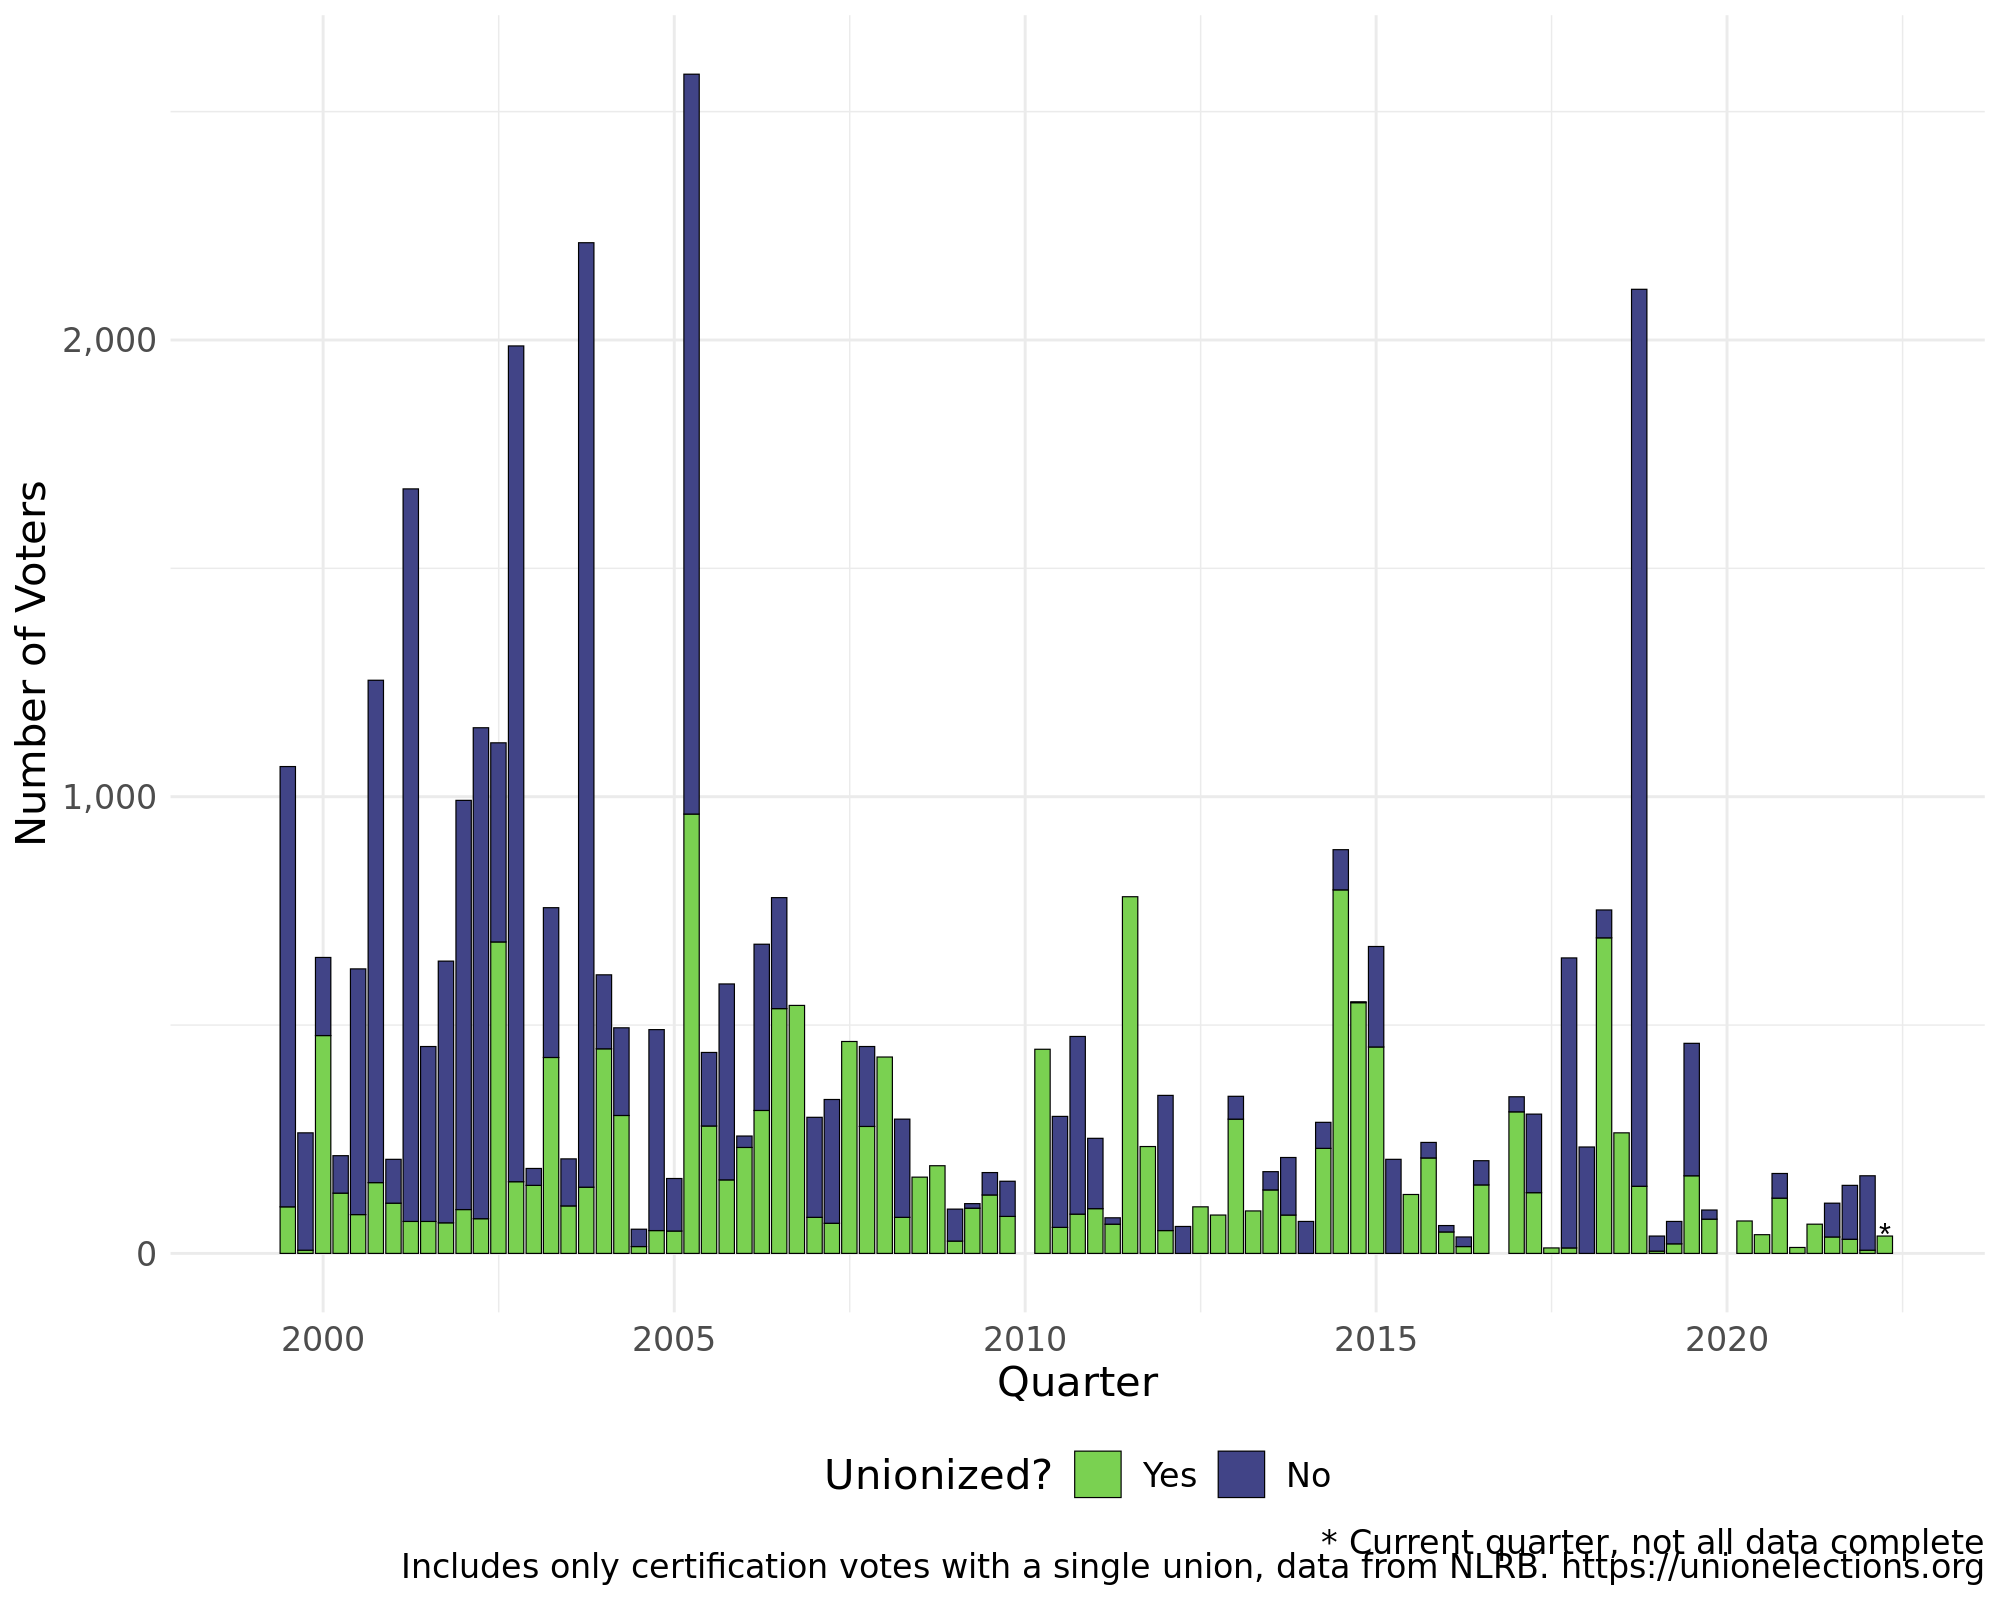 Number of Voters
2,000
1,000
0
*
2000 2005 2010 2015 2020
Quarter
Unionized? Yes No
* Current quarter, not all data complete
Includes only certification votes with a single union, data from NLRB. https://unionelections.org